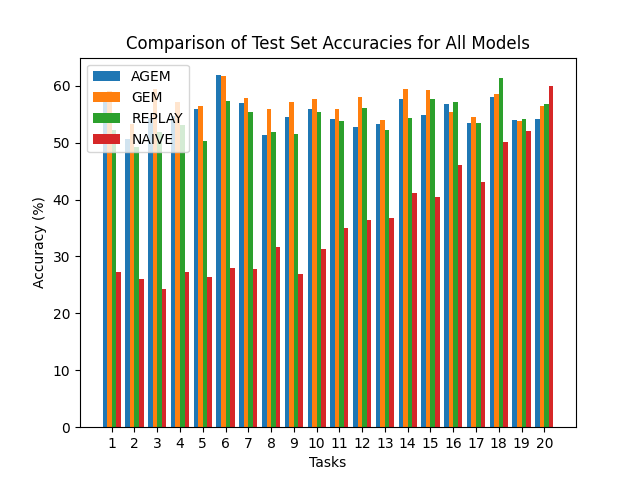 Comparison of Test Set Accuracies for All Models
AGEM
GEM
REPLAY
NAIVE
60
50
40
30
20
10
0
Accuracy (%)
1 2 3 4 5 6 7 8 9 10 11 12 13 14 15 16 17 18 19 20
Tasks